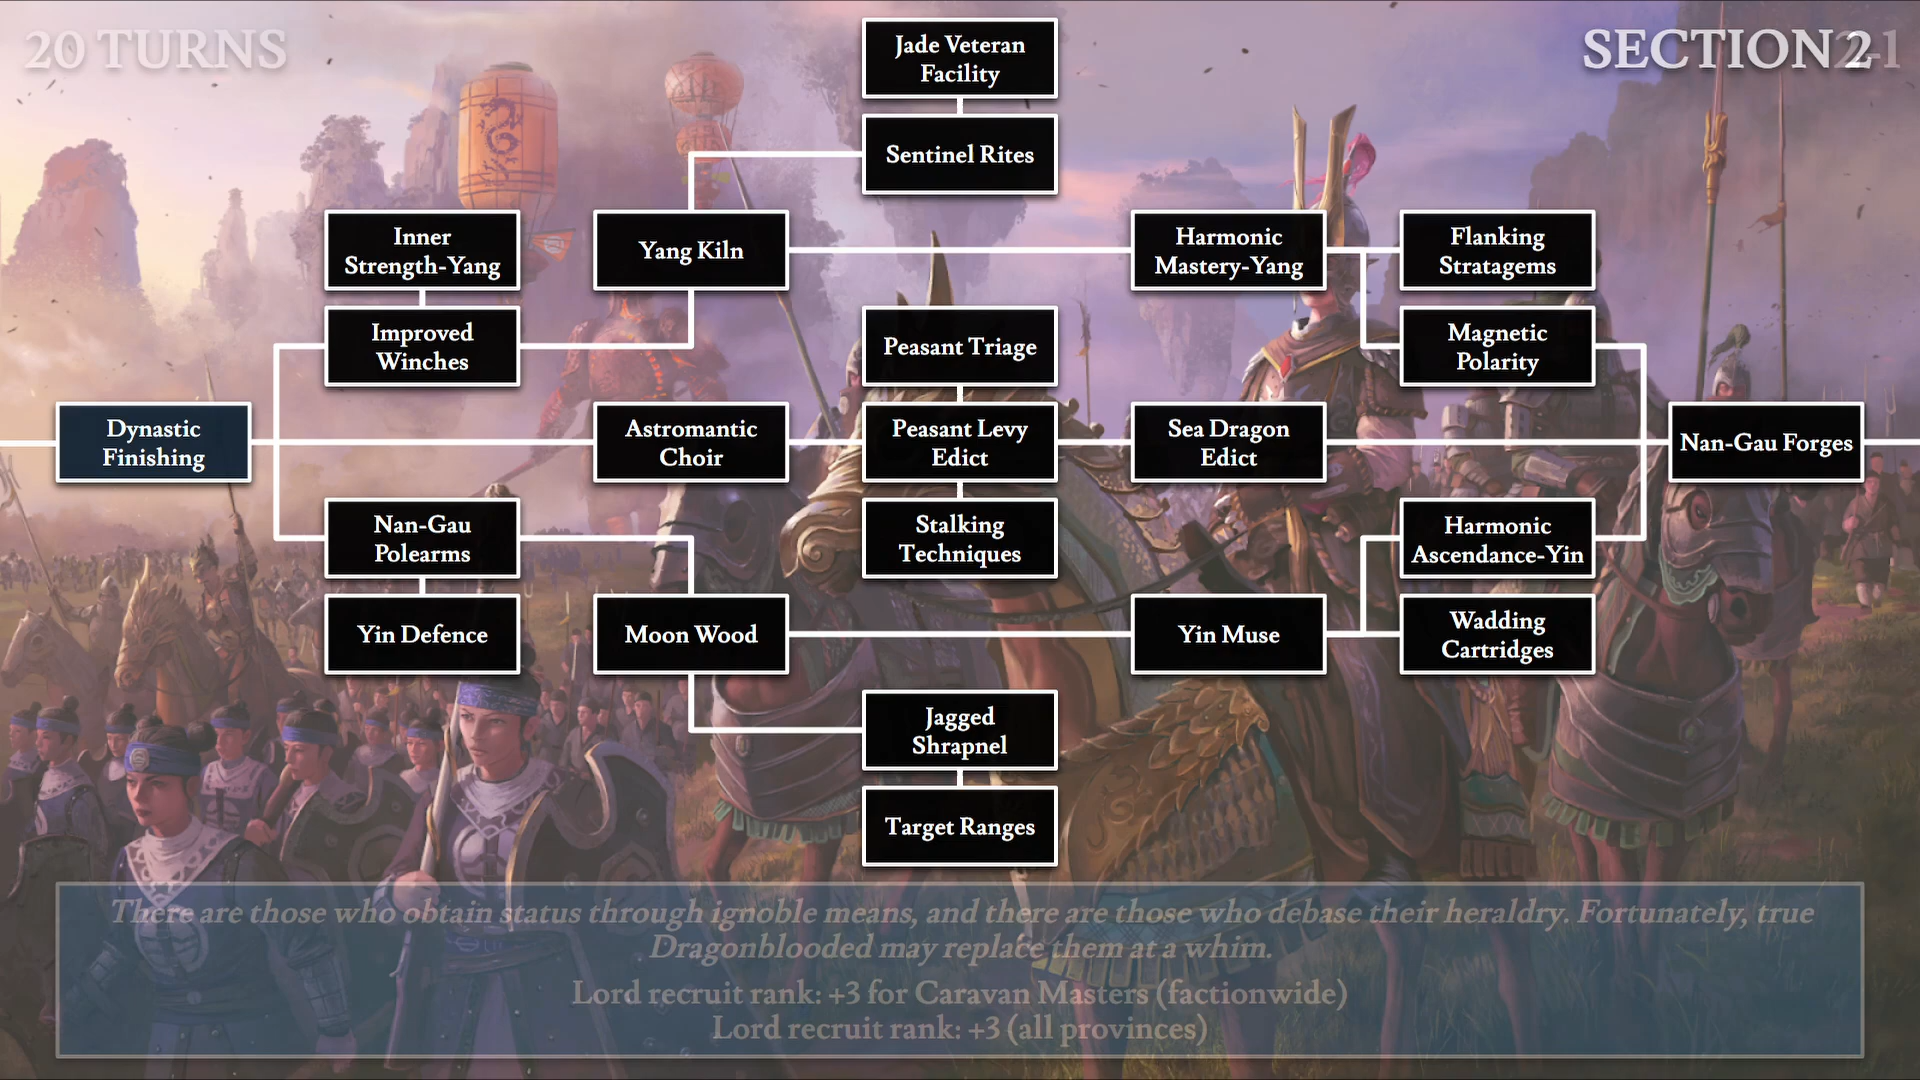 20 TURNS
SECTION 2
Jade Veteran
Facility
Sentinel Rites
Inner
Strength-Yang
Yang Kiln
Harmonic
Mastery-Yang
Flanking
Stratagems
Improved
Winches
Peasant Triage
Magnetic
Polarity
Dynastic
Finishing
Astromantic
Choir
Peasant Levy
Edict
Sea Dragon
Edict
Nan-Gau Forges
Nan-Gau
Polearms
Stalking
Techniques
Harmonic
Ascendance-Yin
Yin Defence
Moon Wood
Yin Muse
Wadding
Cartridges
Jagged
Shrapnel
Target Ranges
There are those who obtain status through ignoble means, and there are those who debase their heraldry. Fortunately, true
Dragonblooded may replace them at a whim.
Lord recruit rank: +3 for Caravan Masters (factionwide)
Lord recruit rank: +3 (all provinces)